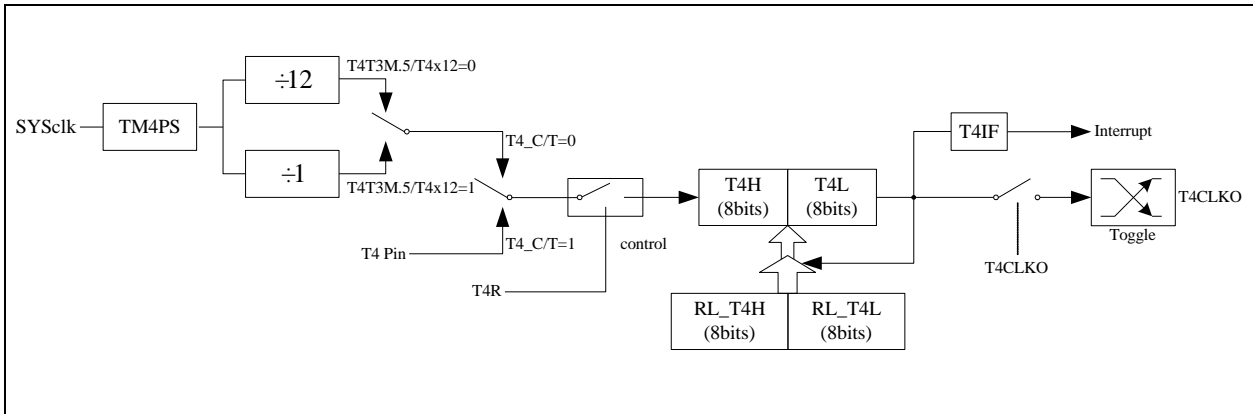 ÷12
T4T3M.5/T4x12=0
SYSclk
TM4PS
T4IF
Interrupt
T4_C/T=0
÷1
T4T3M.5/T4x12=1
T4H
(8bits)
T4L
(8bits)
T4CLKO
Toggle
T4 Pin
T4_C/T=1
control
T4CLKO
T4R
RL_T4H
(8bits)
RL_T4L
(8bits)